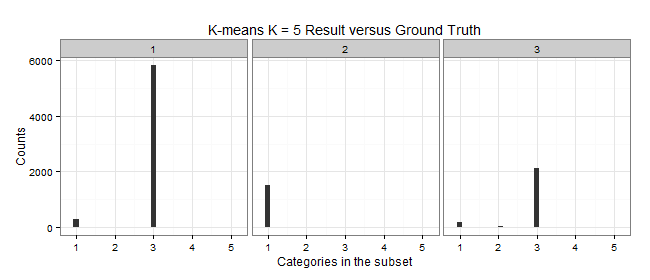 K-means K = 5 Result versus Ground Truth
1 2 3
6000
4000
2000
0
Counts
1 2 3 4 5 1 2 3 4 5 1 2 3 4 5
Categories in the subset